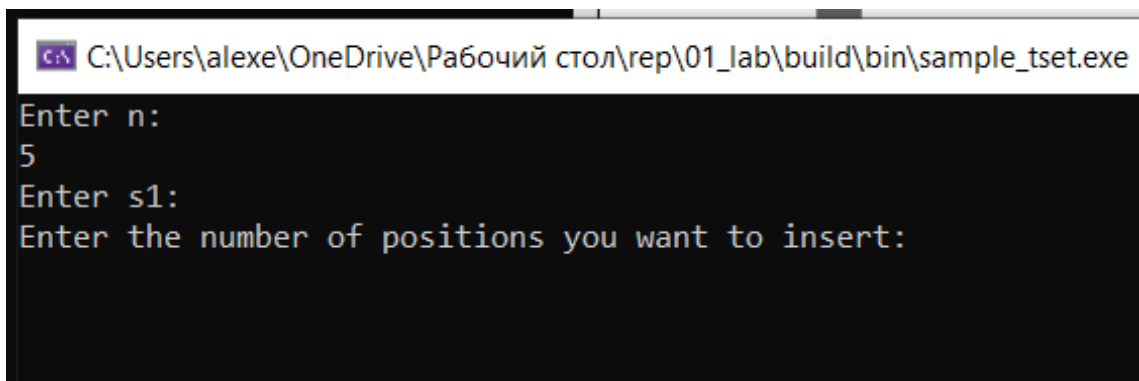 C:\Users\alexe\OneDrive\Рабочий стол\rep\01_lab\build\bin\sample_tset.exe
Enter n:
5
Enter s1:
Enter the number of positions you want to insert: